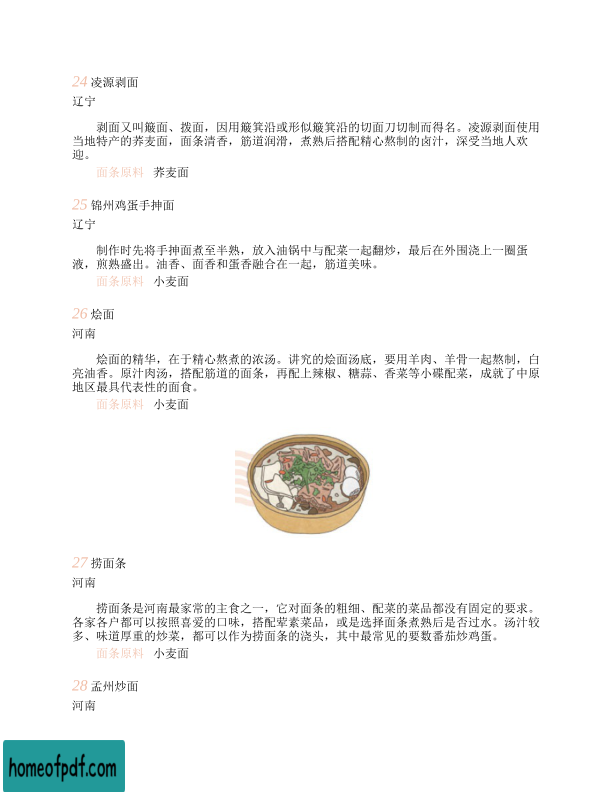 24 凌源剥面
辽宁
剥面又叫簸面、拨面，因用簸箕沿或形似簸箕沿的切面刀切制而得名。凌源剥面使用
当地特产的荞麦面，面条清香，筋道润滑，煮熟后搭配精心熬制的卤汁，深受当地人欢
迎。
面条原料 荞麦面
25 锦州鸡蛋手抻面
辽宁
制作时先将手抻面煮至半熟，放入油锅中与配菜一起翻炒，最后在外围浇上一圈蛋
液，煎熟盛出。油香、面香和蛋香融合在一起，筋道美味。
面条原料 小麦面
26 烩面
河南
烩面的精华，在于精心熬煮的浓汤。讲究的烩面汤底，要用羊肉、羊骨一起熬制，白
亮油香。原汁肉汤，搭配筋道的面条，再配上辣椒、糖蒜、香菜等小碟配菜，成就了中原
地区最具代表性的面食。
面条原料 小麦面
27 捞面条
河南
捞面条是河南最家常的主食之一，它对面条的粗细、配菜的菜品都没有固定的要求。
各家各户都可以按照喜爱的口味，搭配荤素菜品，或是选择面条煮熟后是否过水。汤汁较
多、味道厚重的炒菜，都可以作为捞面条的浇头，其中最常见的要数番茄炒鸡蛋。
面条原料 小麦面
28 孟州炒面
河南
homeofpdf.com